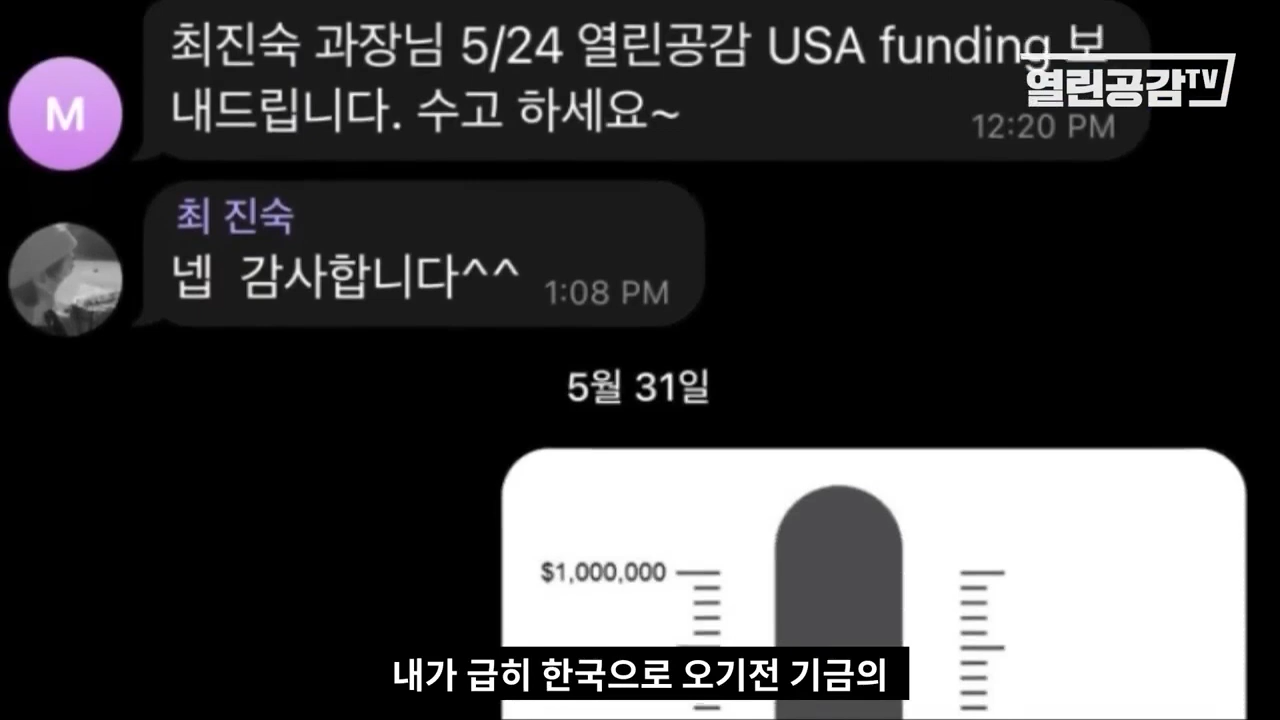 최진숙 과장님 5/24 열린공감 USA funding 보
내드립니다. 수고 하세요~
열린공감TV
12:20 PM
M
최 진숙
넵 감사합니다^^
1:08 PM
5월 31일
$1,000,000
내가 급히 한국으로 오기전 기금의